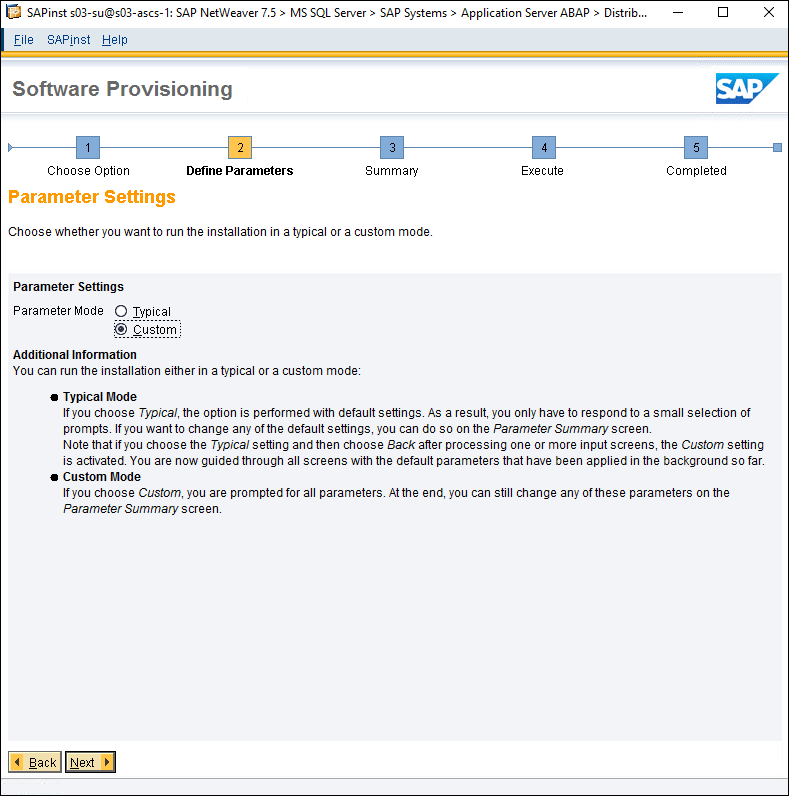 SAPinst s03-su@s03-ascs-1: SAP NetWeaver 7.5 > MS SQL Server > SAP Systems > Application Server ABAP > Distrib...
File SAPinst Help
Software Provisioning
SAP
1 2 3 4 5
Choose Option Define Parameters Summary Execute Completed
Parameter Settings
Choose whether you want to run the installation in a typical or a custom mode.
Parameter Settings
Parameter Mode Typical
Custom
Additional Information
You can run the installation either in a typical or a custom mode:
Typical Mode
If you choose Typical, the option is performed with default settings. As a result, you only have to respond to a small selection of
prompts. If you want to change any of the default settings, you can do so on the Parameter Summary screen.
Note that if you choose the Typical setting and then choose Back after processing one or more input screens, the Custom setting
is activated. You are now guided through all screens with the default parameters that have been applied in the background so far.
Custom Mode
If you choose Custom, you are prompted for all parameters. At the end, you can still change any of these parameters on the
Parameter Summary screen.
Back Next